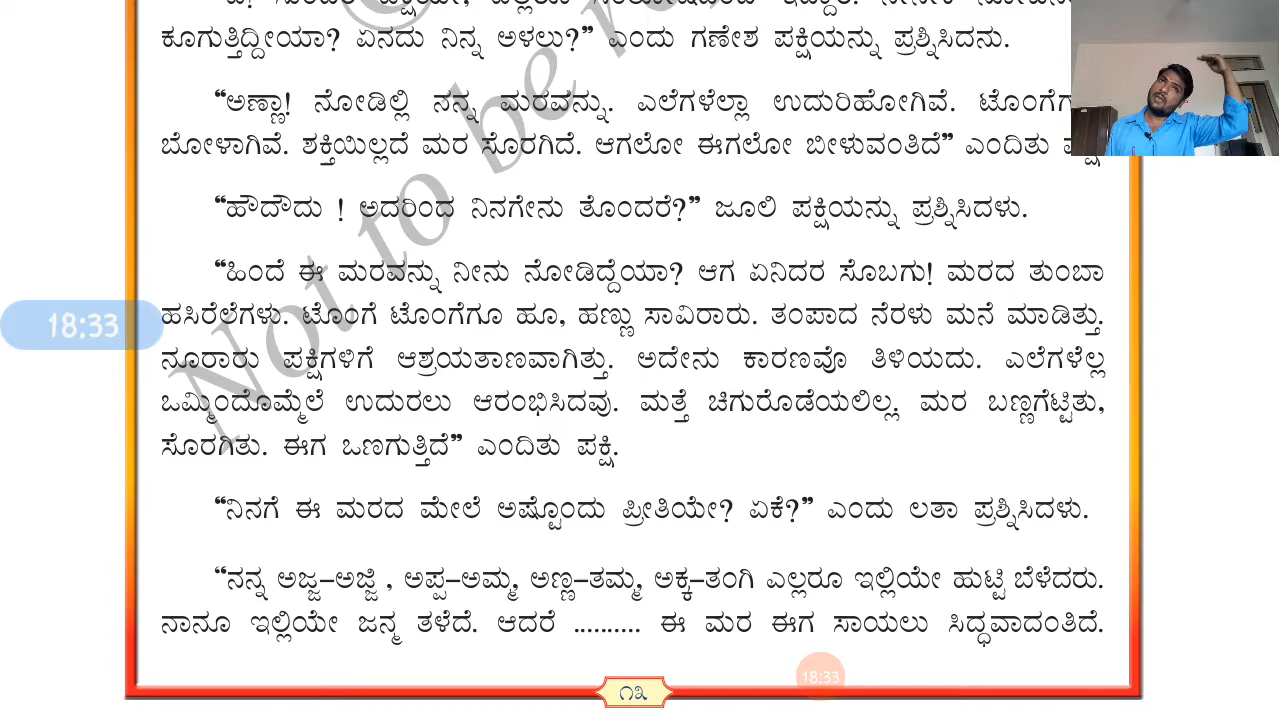 ಕೂಗುತ್ತಿದ್ದೀಯಾ? ಏನದು ನಿನ್ನ ಅಳಲು?” ಎಂದು ಗಣೇಶ ಪಕ್ಷಿಯನ್ನು ಪ್ರಶ್ನಿಸಿದನು.
“ಅಣ್ಣಾ! ನೋಡಿಲ್ಲಿ ನನ್ನ ಮರವನ್ನು. ಎಲೆಗಳೆಲ್ಲಾ ಉದುರಿಹೋಗಿವೆ.
ಬೋಳಾಗಿವೆ. ಶಕ್ತಿಯಿಲ್ಲದೆ ಮರ ಸೊರಗಿದೆ. ಆಗಲೋ ಈಗಲೋ ಬೀಳುವಂತಿದೆ” ಎಂದಿತು
“ಹೌದೌದು ! ಅದರಿಂದ ನಿನಗೇನು ತೊಂದರೆ?” ಜೂಲಿ ಪಕ್ಷಿಯನ್ನು ಪ್ರಶ್ನಿಸಿದಳು.
“ಹಿಂದೆ ಈ ಮರವನ್ನು ನೀನು ನೋಡಿದ್ದೆಯಾ? ಆಗ ಏನಿದರ ಸೊಬಗು! ಮರದ ತುಂಬಾ
ಹಸಿರೆಲೆಗಳು. ಟೊಂಗೆ ಟೊಂಗೆಗೂ ಹೂ, ಹಣ್ಣು ಸಾವಿರಾರು. ತಂಪಾದ ನೆರಳು ಮನೆ ಮಾಡಿತ್ತು.
ನೂರಾರು ಪಕ್ಷಿಗಳಿಗೆ ಆಶ್ರಯತಾಣವಾಗಿತ್ತು. ಅದೇನು ಕಾರಣವೊ ತಿಳಿಯದು. ಎಲೆಗಳೆಲ್ಲ
ಒಮ್ಮಿಂದೊಮ್ಮೆಲೆ ಉದುರಲು ಆರಂಭಿಸಿದವು. ಮತ್ತೆ ಚಿಗುರೊಡೆಯಲಿಲ್ಲ. ಮರ ಬಣ್ಣಗೆಟ್ಟಿತು,
ಸೊರಗಿತು. ಈಗ ಒಣಗುತ್ತಿದೆ” ಎಂದಿತು ಪಕ್ಷಿ.
“ನಿನಗೆ ಈ ಮರದ ಮೇಲೆ ಅಷ್ಟೊಂದು ಪ್ರೀತಿಯೇ? ಏಕೆ?” ಎಂದು ಲತಾ ಪ್ರಶ್ನಿಸಿದಳು.
“ನನ್ನ ಅಜ್ಜ–ಅಜ್ಜಿ , ಅಪ್ಪ–ಅಮ್ಮ, ಅಣ್ಣ–ತಮ್ಮ, ಅಕ್ಕ–ತಂಗಿ ಎಲ್ಲರೂ ಇಲ್ಲಿಯೇ ಹುಟ್ಟಿ ಬೆಳೆದರು.
ನಾನೂ ಇಲ್ಲಿಯೇ ಜನ್ಮ ತಳೆದೆ. ಆದರೆ .......... ಈ ಮರ ಈಗ ಸಾಯಲು ಸಿದ್ಧವಾದಂತಿದೆ.
೧೩
18:33
18:33
Not to be